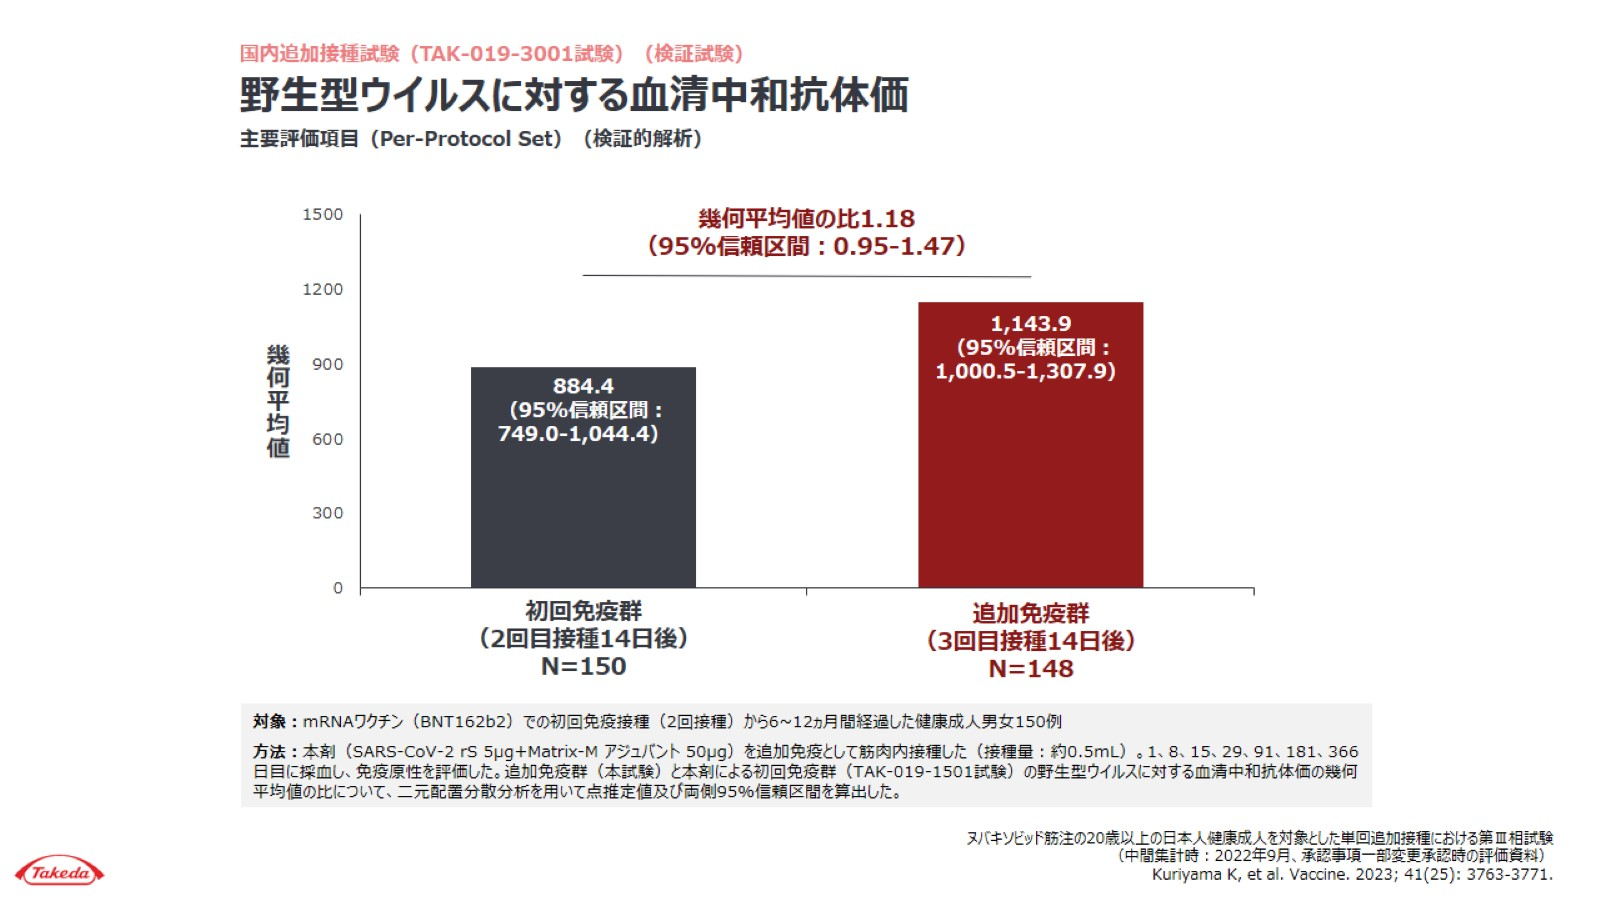 国内追加接種試験（TAK-019-3001試験）（検証試験）
野生型ウイルスに対する血清中和抗体価
主要評価項目（Per-Protocol Set）（検証的解析）
幾何平均値の比1.18
（95%信頼区間：0.95-1.47）
1500
1200
900
600
300
0
幾何平均値
884.4
（95%信頼区間：
749.0-1,044.4）
1,143.9
（95%信頼区間：
1,000.5-1,307.9）
初回免疫群
（2回目接種14日後）
N=150
追加免疫群
（3回目接種14日後）
N=148
対象：mRNAワクチン（BNT162b2）での初回免疫接種（2回接種）から6~12ヵ月間経過した健康成人男女150例
方法：本剤（SARS-CoV-2 rS 5μg+Matrix-M アジュバント 50μg）を追加免疫として筋肉内接種した（接種量：約0.5mL）。1、8、15、29、91、181、366
日目に採血し、免疫原性を評価した。追加免疫群（本試験）と本剤による初回免疫群（TAK-019-1501試験）の野生型ウイルスに対する血清中和抗体価の幾何
平均値の比について、二元配置分散分析を用いて点推定値及び両側95%信頼区間を算出した。
ヌバキソビッド筋注の20歳以上の日本人健康成人を対象とした単回追加接種における第Ⅲ相試験
（中間集計時：2022年9月、承認事項一部変更承認時の評価資料）
Kuriyama K, et al. Vaccine. 2023; 41(25): 3763-3771.
Takeda